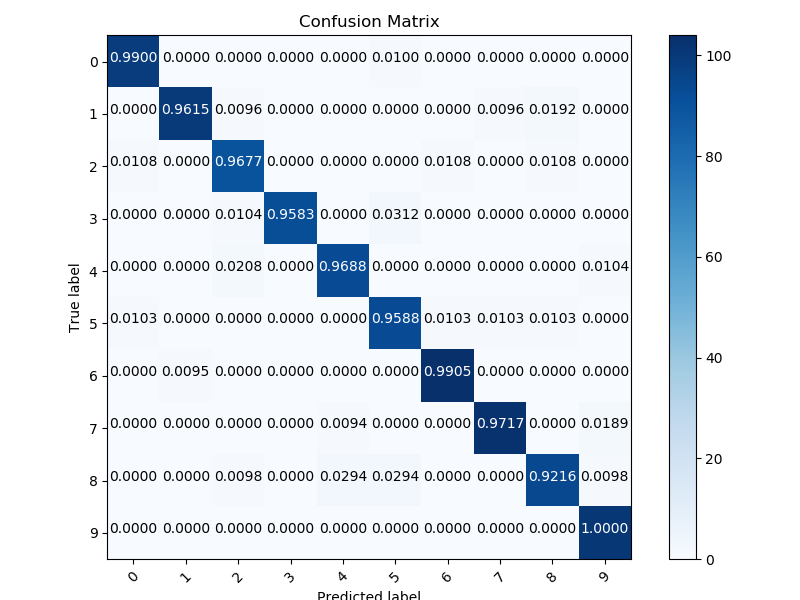 Confusion Matrix
True label
0 0.9900 0.0000 0.0000 0.0000 0.0000 0.0100 0.0000 0.0000 0.0000 0.0000
1 0.0000 0.9615 0.0096 0.0000 0.0000 0.0000 0.0000 0.0096 0.0192 0.0000
2 0.0108 0.0000 0.9677 0.0000 0.0000 0.0000 0.0108 0.0000 0.0108 0.0000
3 0.0000 0.0000 0.0104 0.9583 0.0000 0.0312 0.0000 0.0000 0.0000 0.0000
4 0.0000 0.0000 0.0208 0.0000 0.9688 0.0000 0.0000 0.0000 0.0000 0.0104
5 0.0103 0.0000 0.0000 0.0000 0.0000 0.9588 0.0103 0.0103 0.0103 0.0000
6 0.0000 0.0095 0.0000 0.0000 0.0000 0.0000 0.9905 0.0000 0.0000 0.0000
7 0.0000 0.0000 0.0000 0.0000 0.0094 0.0000 0.0000 0.9717 0.0000 0.0189
8 0.0000 0.0000 0.0098 0.0000 0.0294 0.0294 0.0000 0.0000 0.9216 0.0098
9 0.0000 0.0000 0.0000 0.0000 0.0000 0.0000 0.0000 0.0000 0.0000 1.0000
0 1 2 3 4 5 6 7 8 9
Predicted label
100
80
60
40
20
0